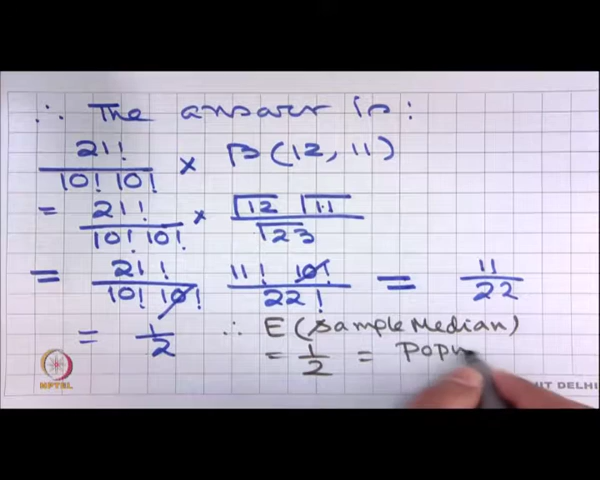 ∴ The answer is:
21! / 10! 10! × β(12, 11)
= 21! / 10! 10! × Γ12 Γ11 / Γ23
= 21! / 10! 10! 11! 10! / 22! = 11 / 22
= 1/2 ∴ E(Sample Median)
= 1/2 = Popu
NPTEL
IIT DELHI